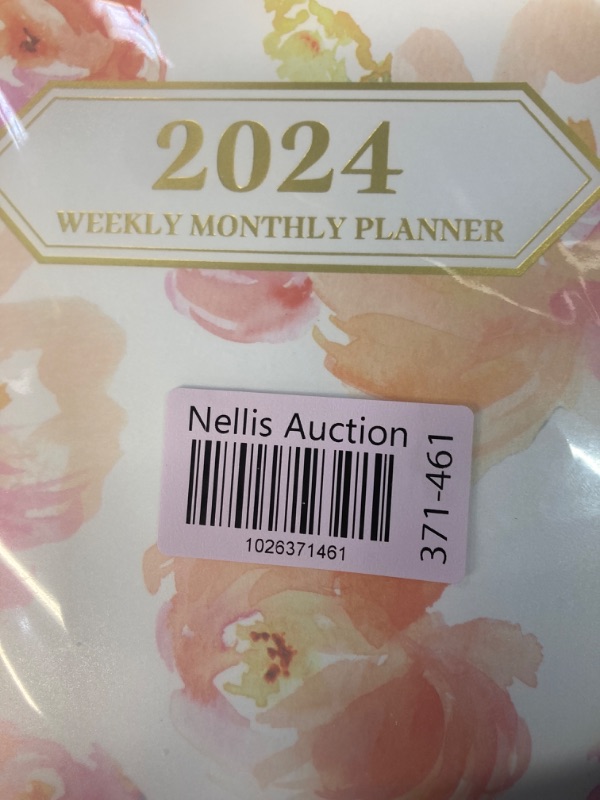 2024
WEEKLY MONTHLY PLANNER
Nellis Auction
1026371461
371-461